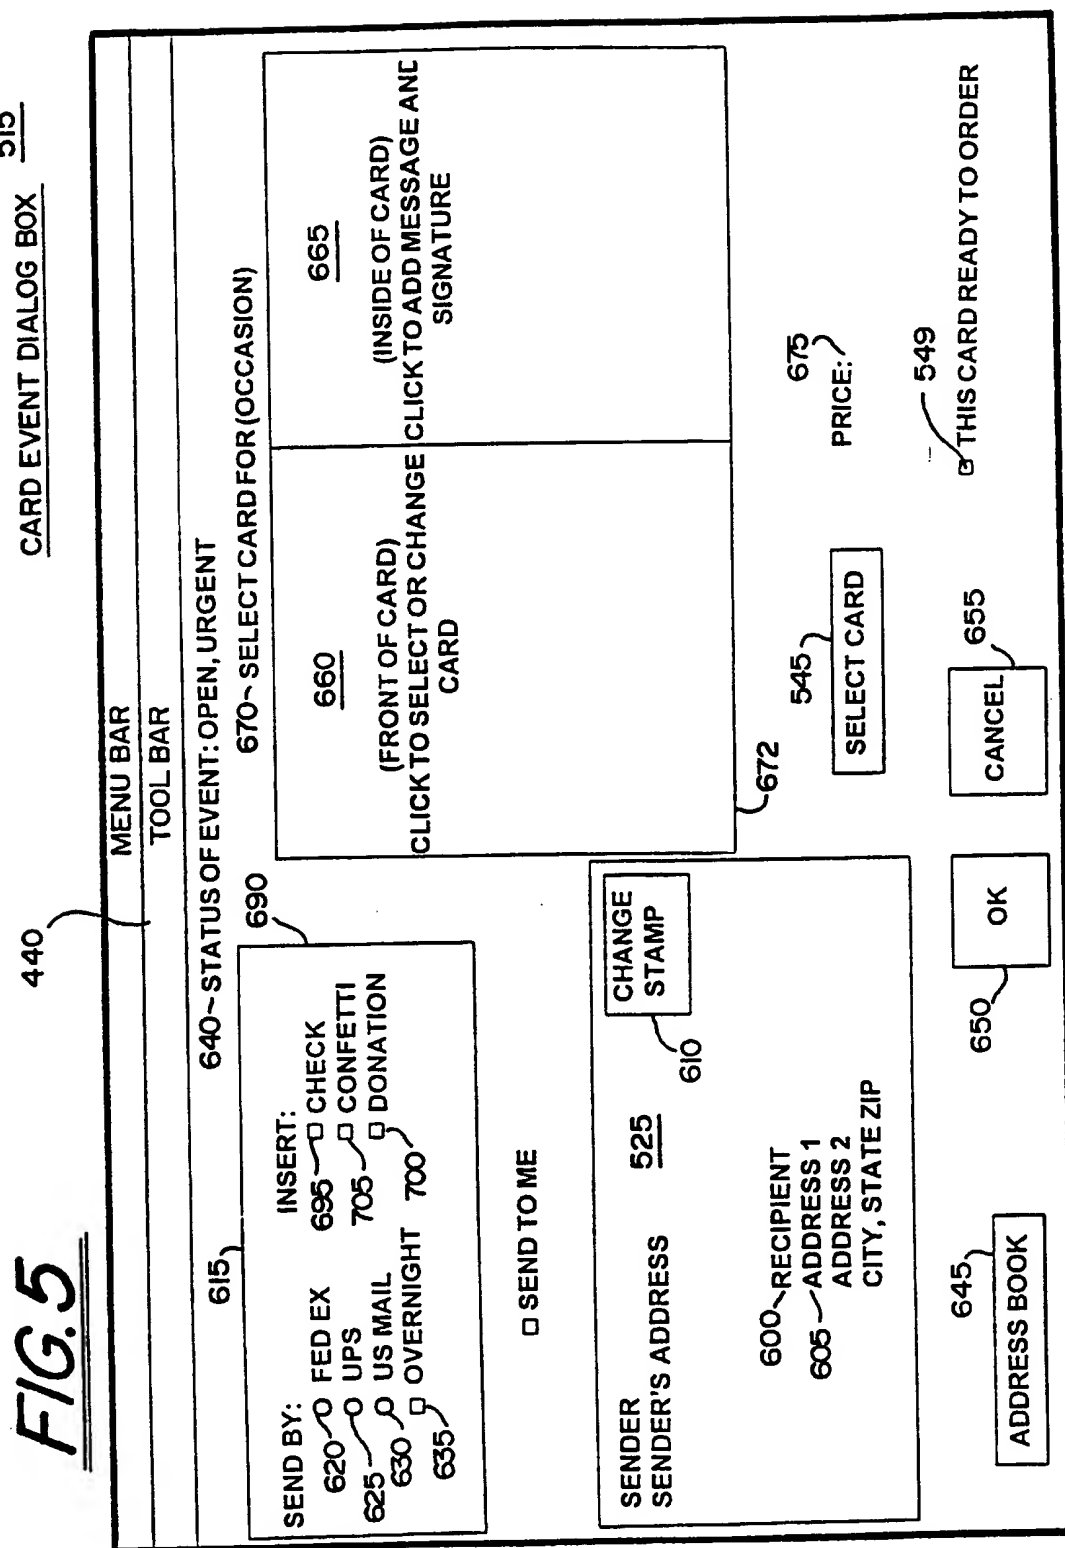 FIG. 5
CARD EVENT DIALOG BOX 515
440
MENU BAR
TOOL BAR
640 STATUS OF EVENT: OPEN, URGENT
615
690
670 SELECT CARD FOR (OCCASION)
SEND BY:
INSERT:
620 FED EX
625 UPS
630 US MAIL
635 OVERNIGHT
695 CHECK
705 CONFETTI
700 DONATION
660
(FRONT OF CARD)
CLICK TO SELECT OR CHANGE
CARD
665
(INSIDE OF CARD)
CLICK TO ADD MESSAGE AND
SIGNATURE
672
SEND TO ME
SENDER
SENDER'S ADDRESS
525
CHANGE
STAMP
610
600 RECIPIENT
605 ADDRESS 1
ADDRESS 2
CITY, STATE ZIP
545
SELECT CARD
675
PRICE:
549
THIS CARD READY TO ORDER
645
ADDRESS BOOK
650
OK
655
CANCEL